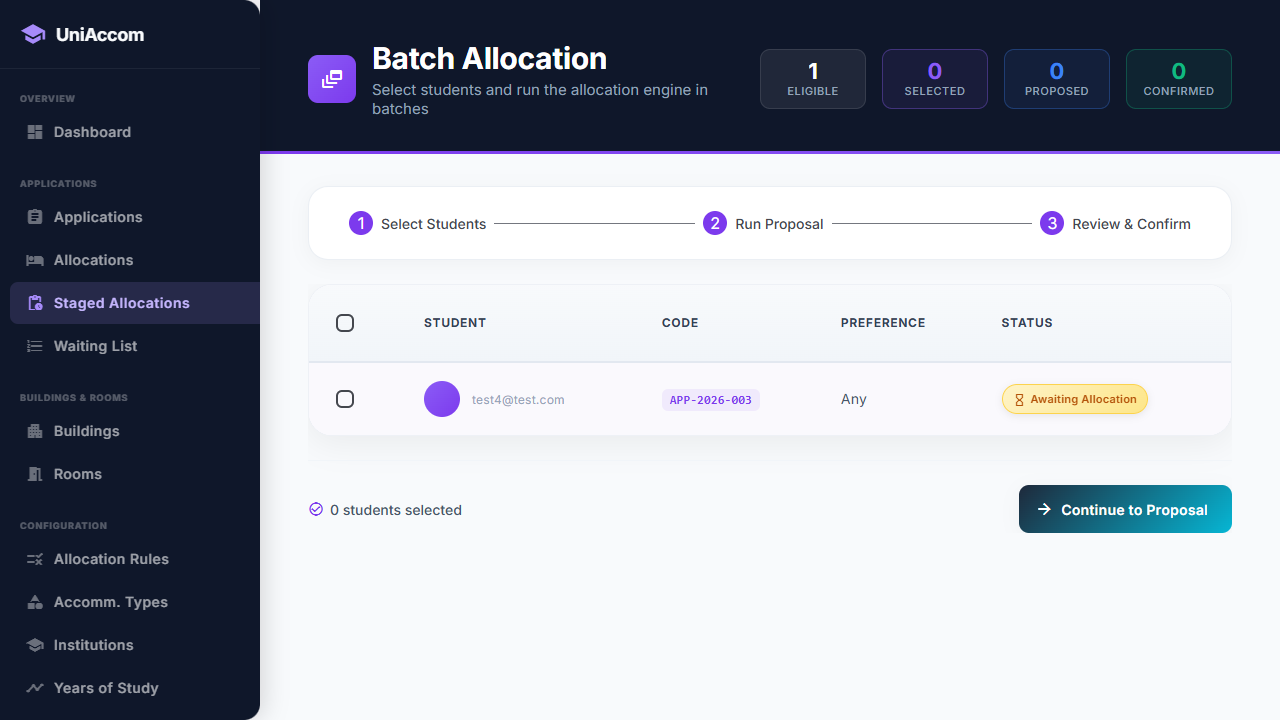 UniAccom
OVERVIEW
Dashboard
APPLICATIONS
Applications
Allocations
Staged Allocations
Waiting List
BUILDINGS & ROOMS
Buildings
Rooms
CONFIGURATION
Allocation Rules
Accomm. Types
Institutions
Years of Study
Batch Allocation
Select students and run the allocation engine in
batches
1
ELIGIBLE
0
SELECTED
0
PROPOSED
0
CONFIRMED
1 Select Students
2 Run Proposal
3 Review & Confirm
STUDENT CODE PREFERENCE STATUS
test4@test.com APP-2026-003 Any Awaiting Allocation
0 students selected
Continue to Proposal